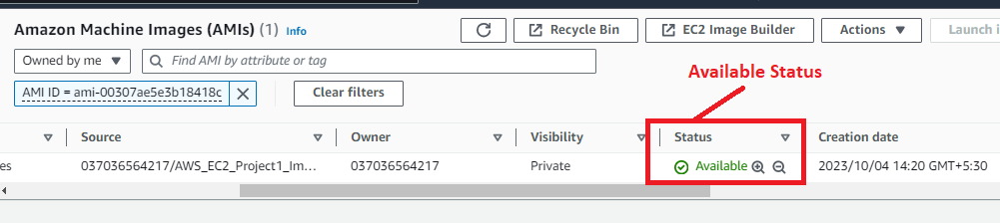 Amazon Machine Images (AMIs) (1) Info
Recycle Bin
EC2 Image Builder
Actions
Launch i
Owned by me
Find AMI by attribute or tag
Available Status
AMI ID = ami-00307ae5e3b18418c
Clear filters
Source Owner Visibility Status Creation date
es 037036564217/AWS_EC2_Project1_Im... 037036564217 Private Available 2023/10/04 14:20 GMT+5:30